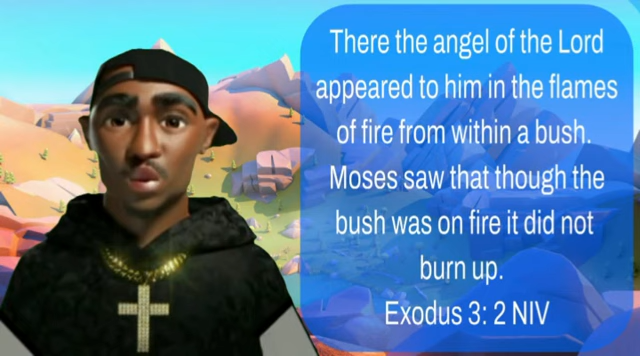 There the angel of the Lord
appeared to him in the flames
of fire from within a bush.
Moses saw that though the
bush was on fire it did not
burn up.
Exodus 3: 2 NIV